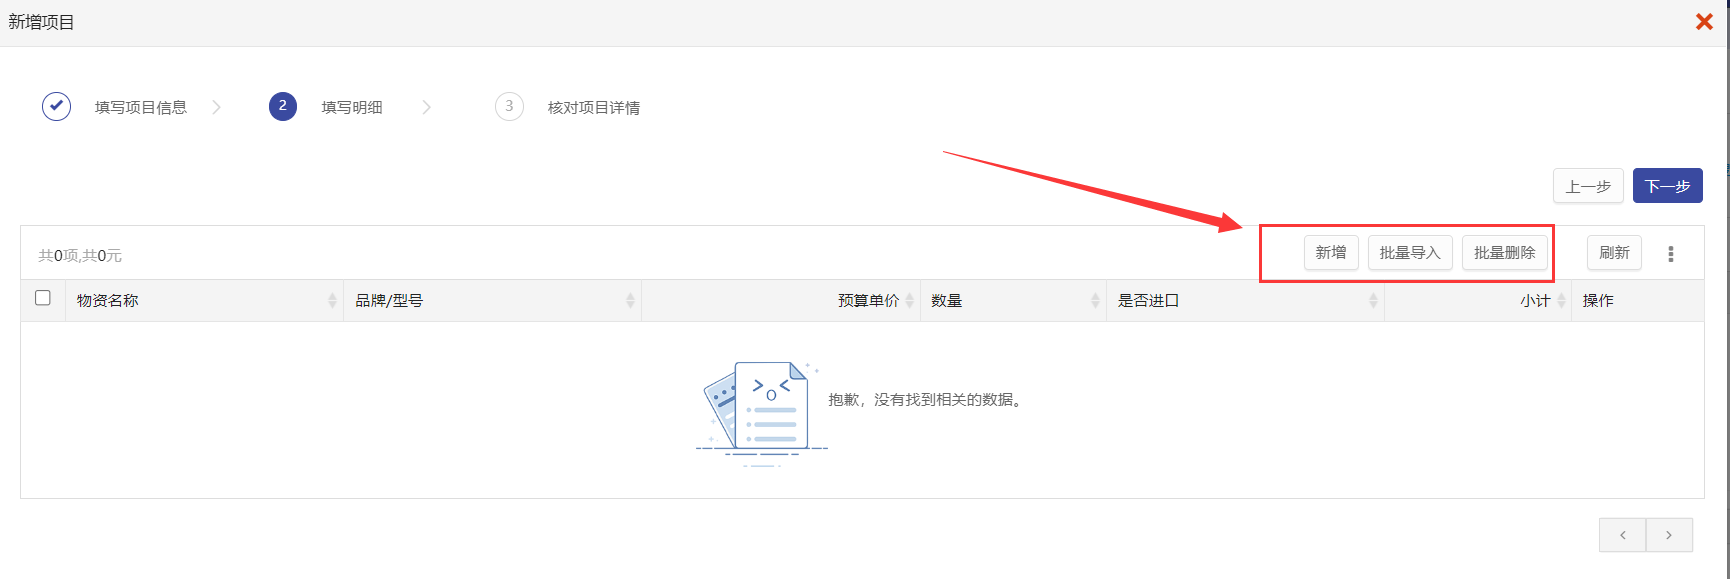 新增项目
填写项目信息
2 填写明细
3 核对项目详情
上一步 下一步
共0项,共0元 新增 批量导入 批量删除 刷新
物资名称 品牌/型号 预算单价 数量 是否进口 小计 操作
抱歉，没有找到相关的数据。